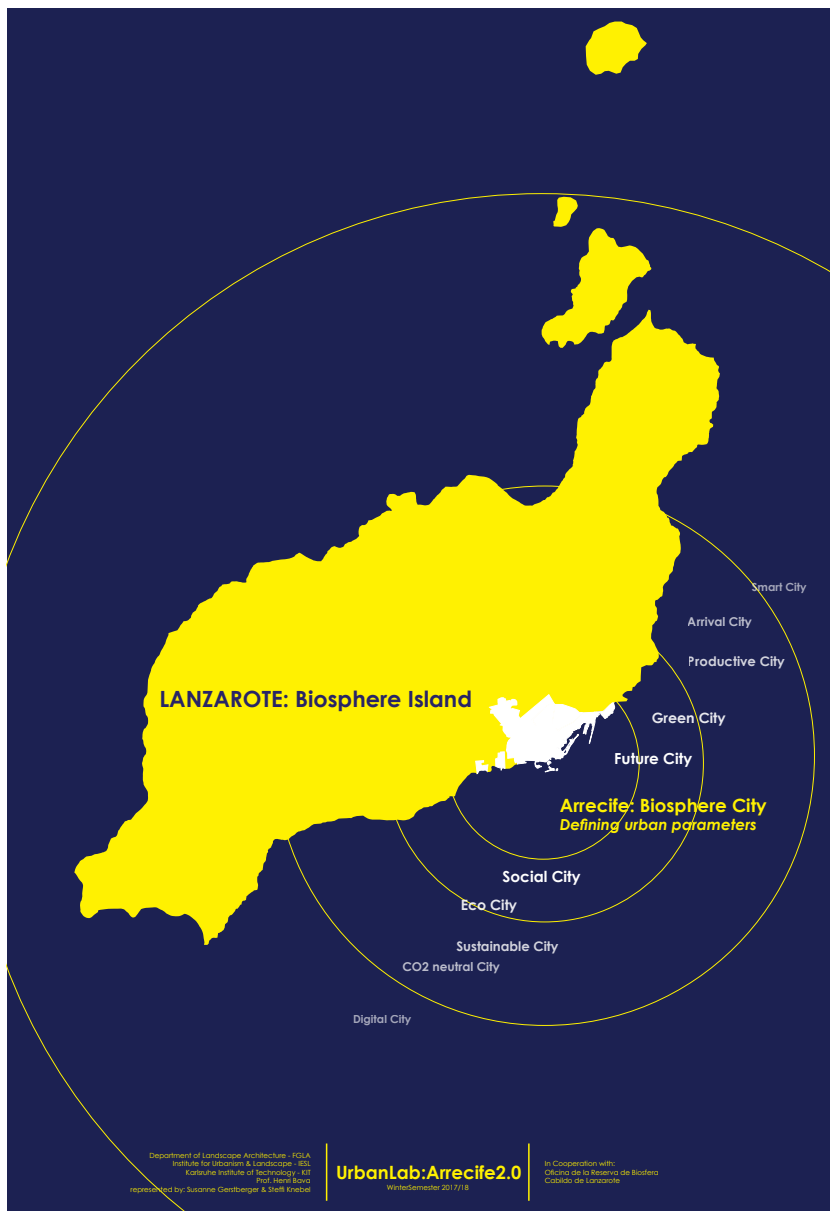 Smart City
Arrival City
Productive City
LANZAROTE: Biosphere Island
Green City
Future City
Arrecife: Biosphere City
Defining urban parameters
Social City
Eco City
Sustainable City
CO2 neutral City
Digital City
Department of Landscape Architecture - FGLA
Institute for Urbanism & Landscape - IESL
Karlsruhe Institute of Technology - KIT
Prof. Henri Bava
represented by: Susanne Gerstberger & Steffi Knebel
UrbanLab:Arrecife2.0
WinterSemester 2017/18
In Cooperation with:
Oficina de la Reserva de Biosfera
Cabildo de Lanzarote